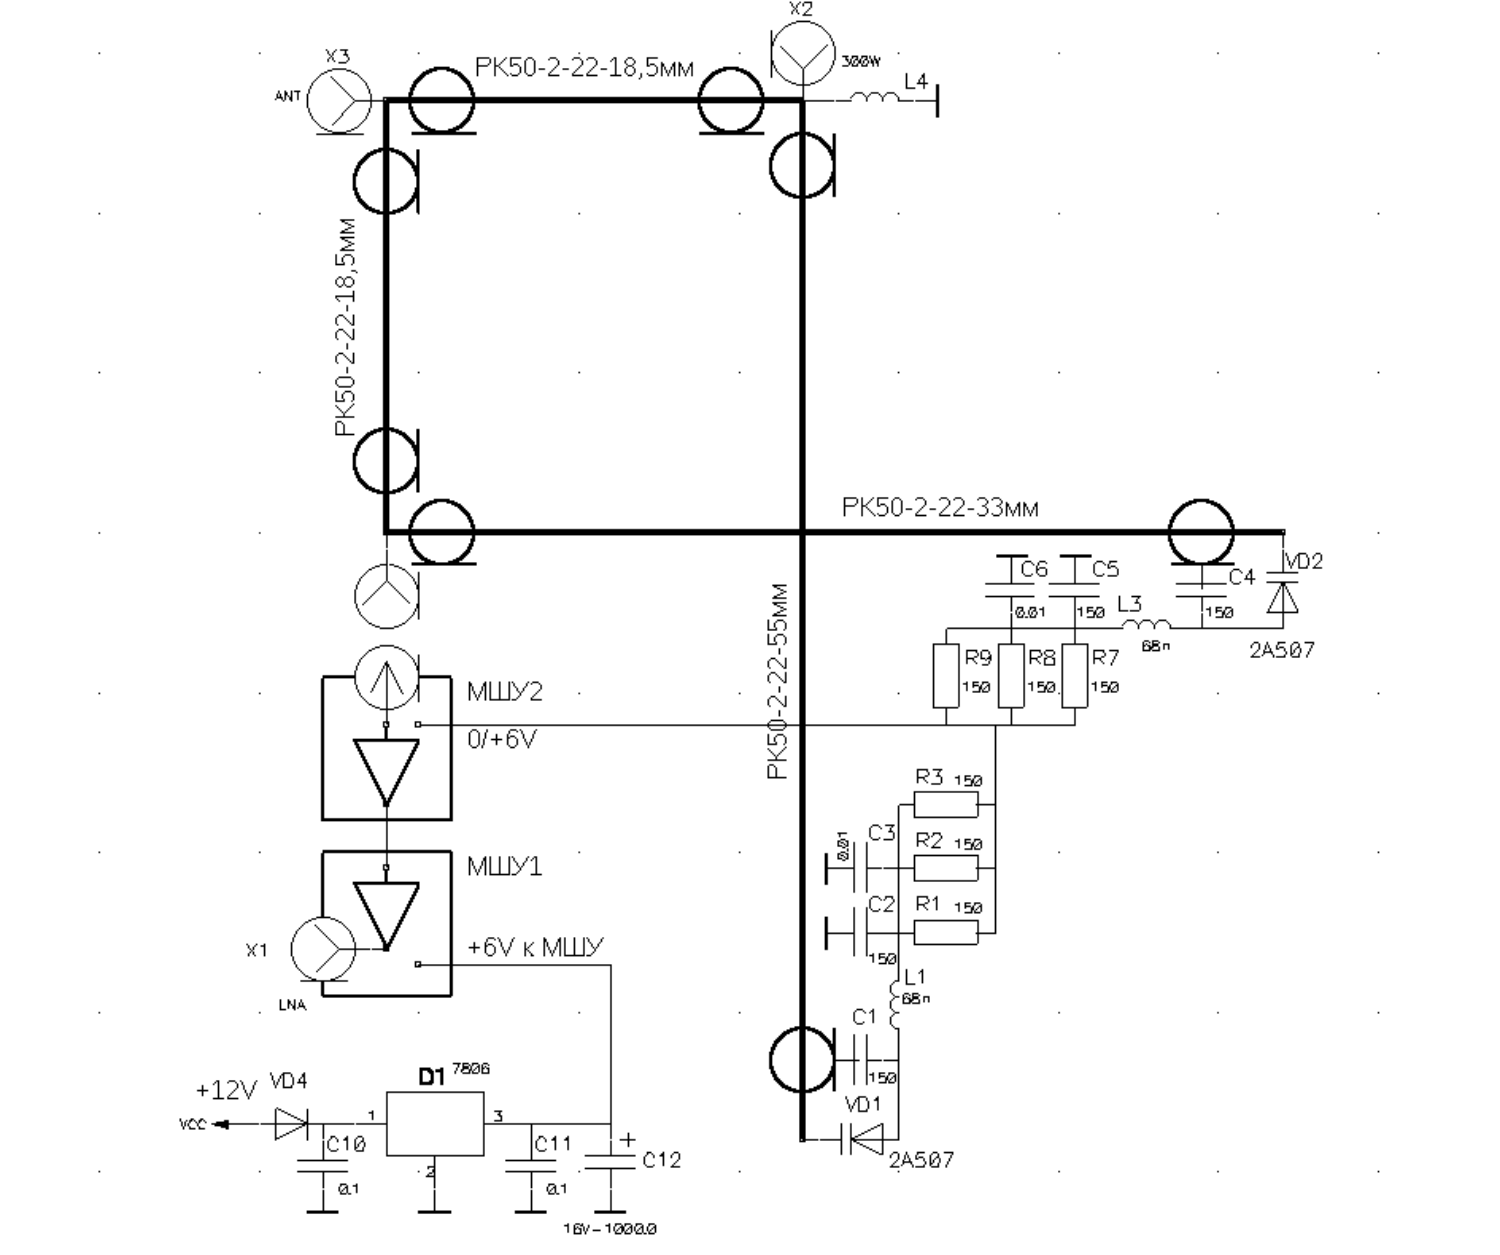 X2
X3
РК50-2-22-18,5мм
300W
L4
ANT
РК50-2-22-18,5мм
РК50-2-22-33мм
C6
C5
C4
VD2
0.01
150
L3
150
68n
2A507
R9
R8
R7
150
150
150
РК50-2-22-55мм
МШУ2
0/+6V
R3 150
C3
0.01
R2 150
МШУ1
C2
R1 150
+6V к МШУ
X1
150
L1
68n
LNA
C1
150
D1 7806
+12V
VD4
VD1
VCC
1
3
C10
2
C11
+
C12
2A507
0.1
0.1
16V-1000.0